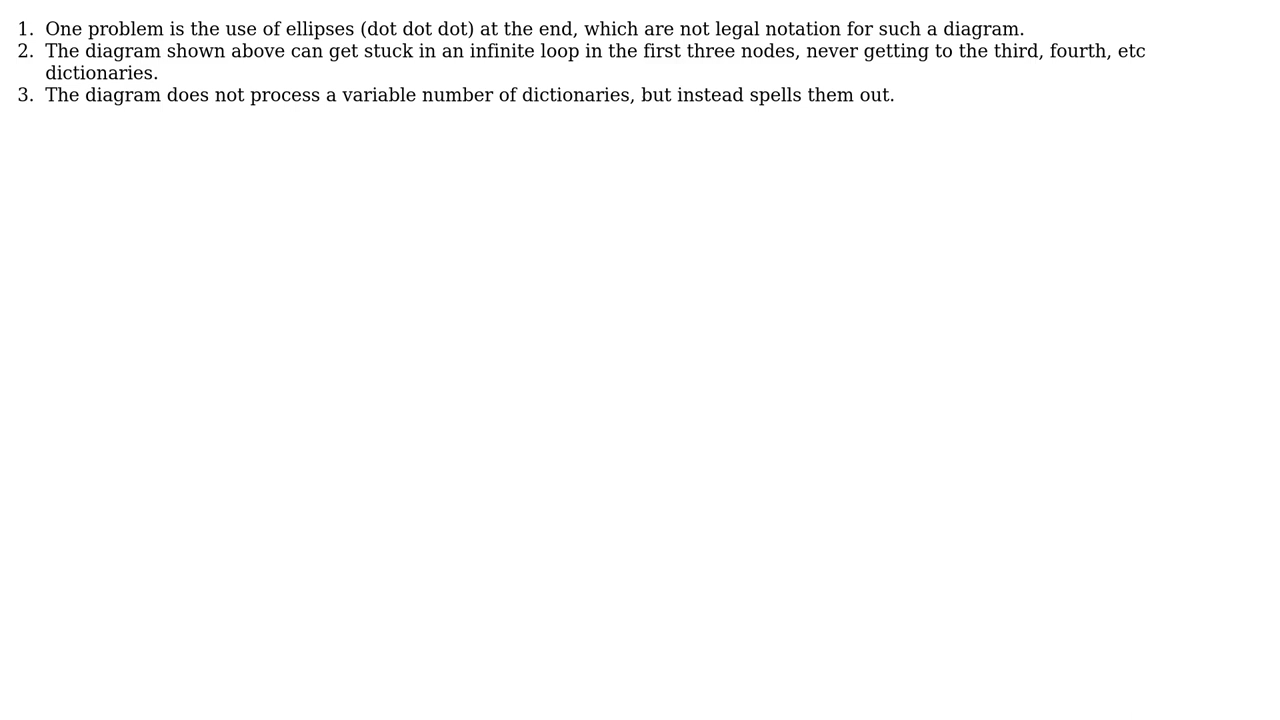 1. One problem is the use of ellipses (dot dot dot) at the end, which are not legal notation for such a diagram.
2. The diagram shown above can get stuck in an infinite loop in the first three nodes, never getting to the third, fourth, etc
dictionaries.
3. The diagram does not process a variable number of dictionaries, but instead spells them out.